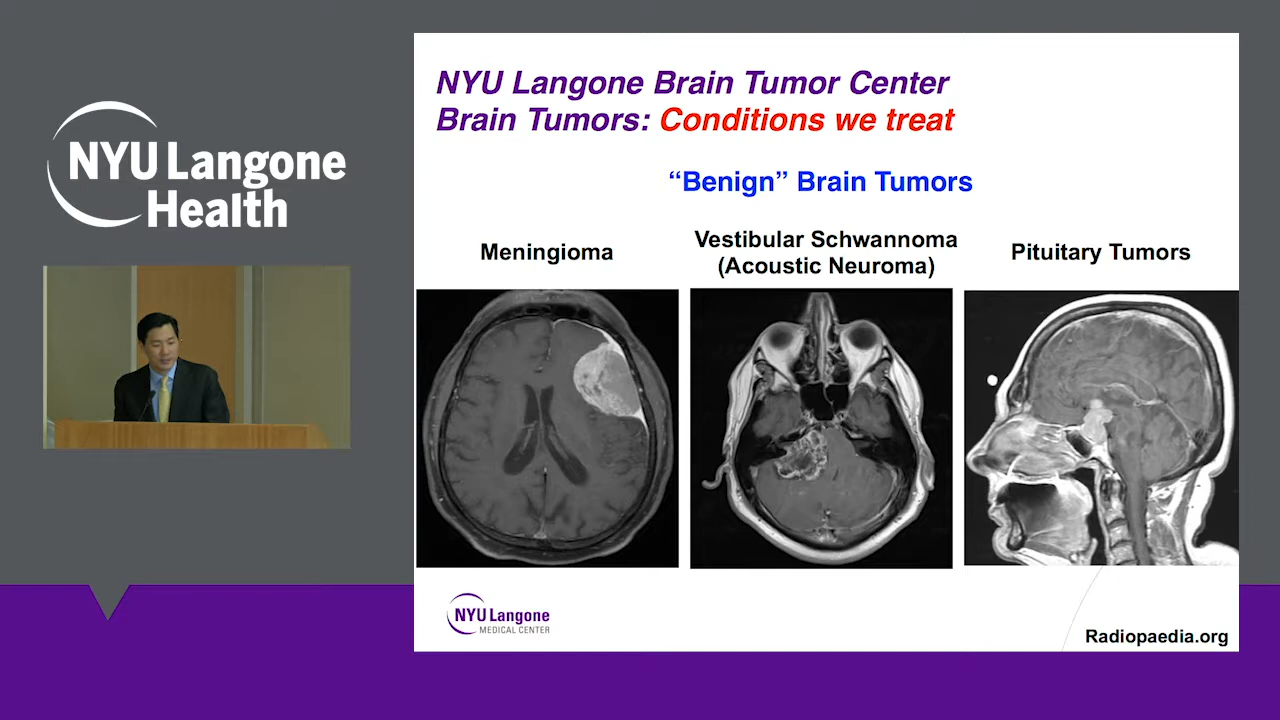 NYU Langone
Health
NYU Langone Brain Tumor Center
Brain Tumors: Conditions we treat
“Benign” Brain Tumors
Meningioma
Vestibular Schwannoma
(Acoustic Neuroma)
Pituitary Tumors
NYU Langone
MEDICAL CENTER
Radiopaedia.org